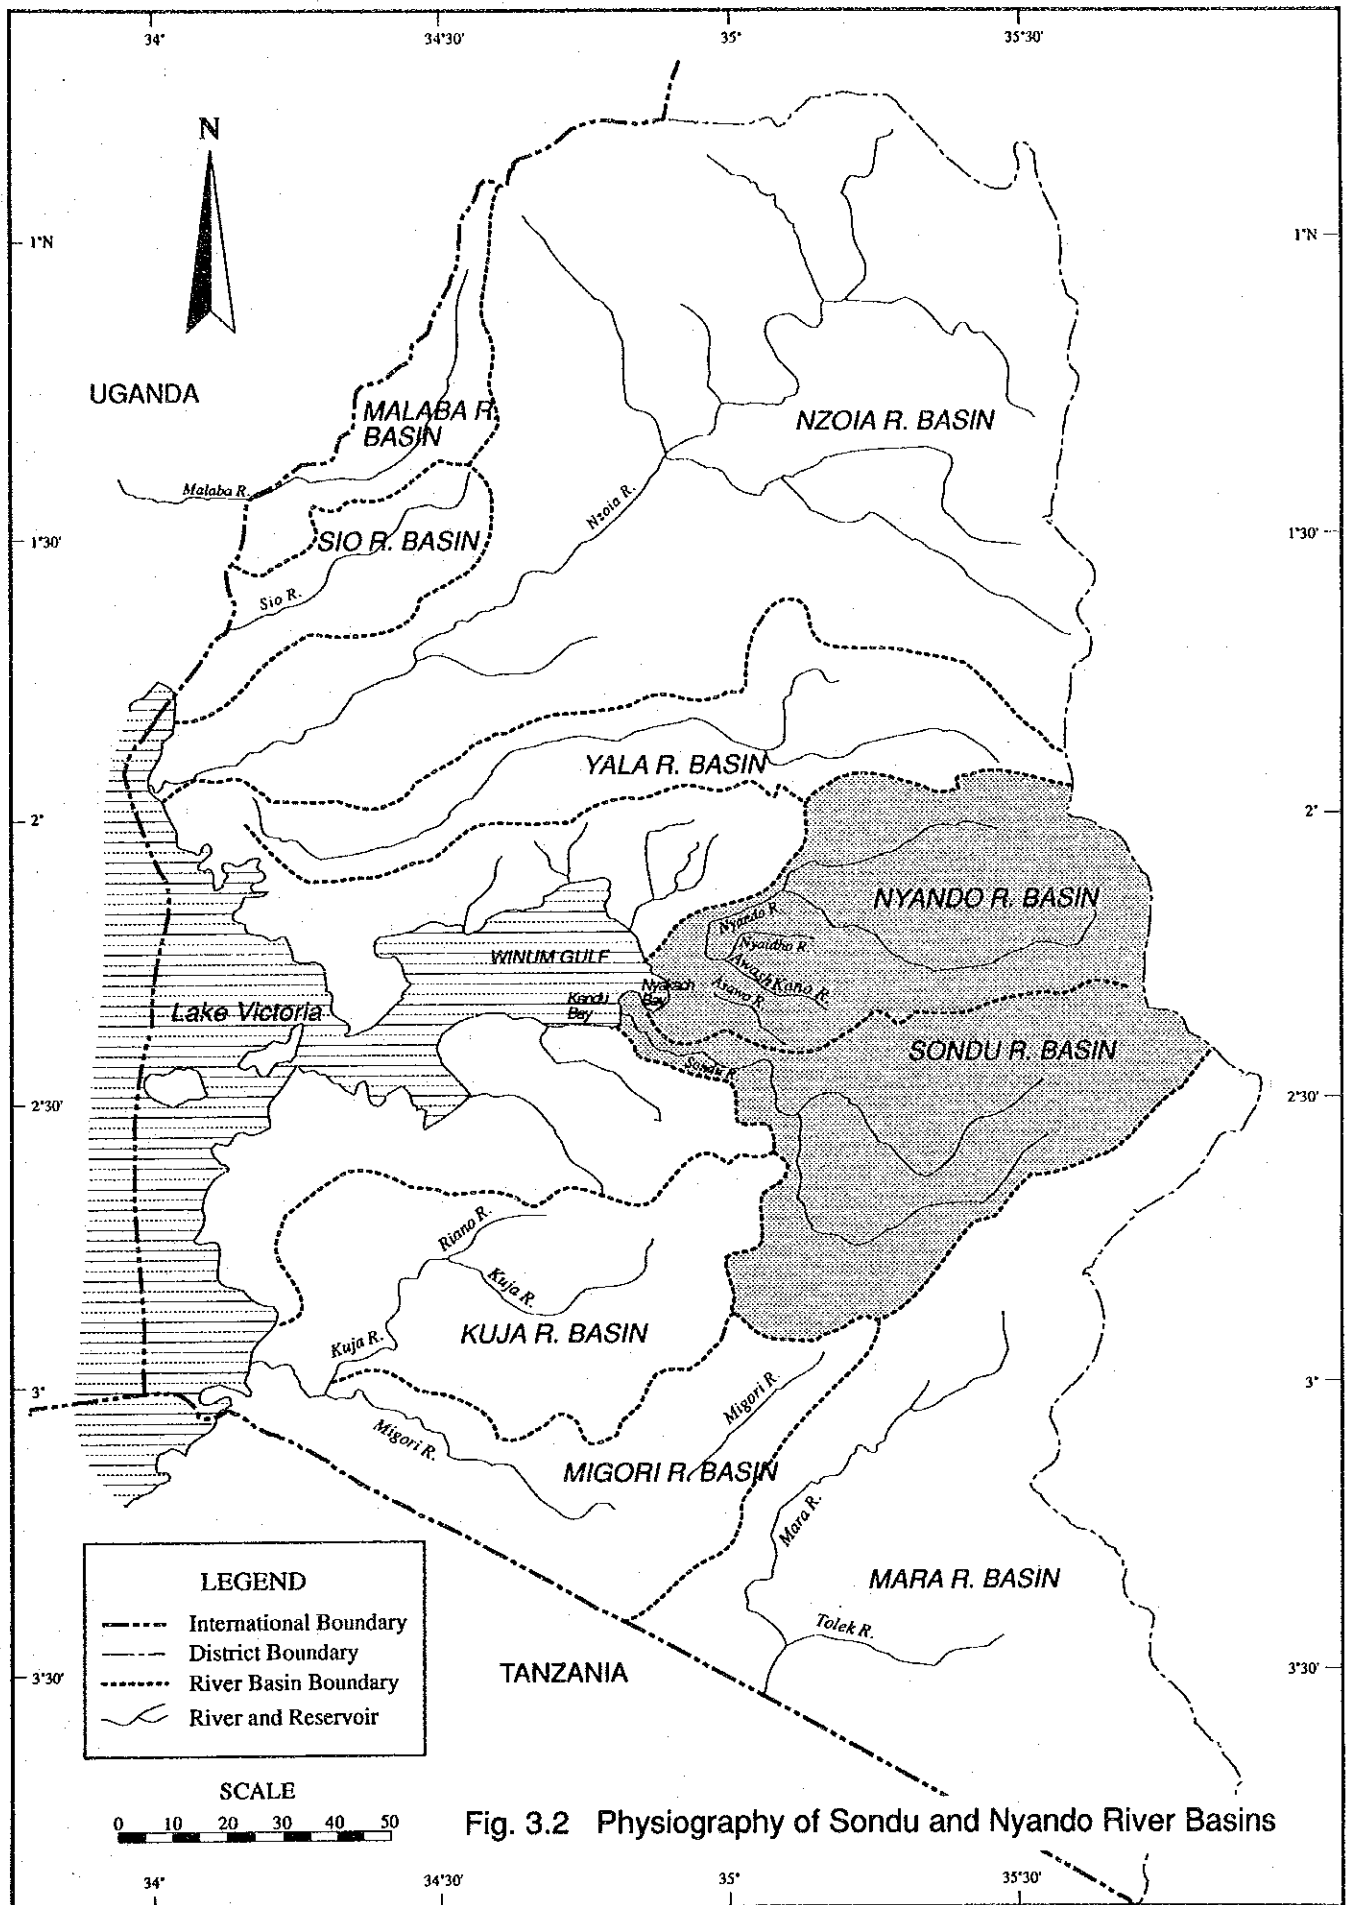 34° 34°30' 35° 35°30'
N
1°N 1°N
UGANDA
MALABA R.
BASIN
NZOIA R. BASIN
Malaba R.
Nzoia R.
1°30' SIO R. BASIN 1°30'
Sio R.
YALA R. BASIN
2° 2°
NYANDO R. BASIN
Nyando R.
Nyaidho R.
WINUM GULF
Awash Kano R.
Asawo R.
Nyakach
Bay
Kendu
Bay
Lake Victoria
SONDU R. BASIN
Sondu R.
2°30' 2°30'
Riano R.
Kuja R.
KUJA R. BASIN
Kuja R.
3° 3°
Migori R.
Migori R.
MIGORI R. BASIN
Mara R.
MARA R. BASIN
Tolek R.
TANZANIA
3°30' 3°30'
LEGEND
International Boundary
District Boundary
River Basin Boundary
River and Reservoir
SCALE
0 10 20 30 40 50
Fig. 3.2 Physiography of Sondu and Nyando River Basins
34° 34°30' 35° 35°30'